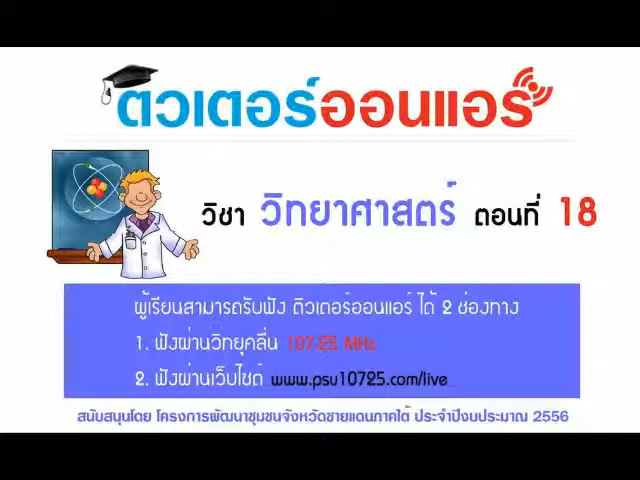 ติวเตอร์ออนแอร์
วิชา วิทยาศาสตร์ ตอนที่ 18
ผู้เรียนสามารถรับฟัง ติวเตอร์ออนแอร์ ได้ 2 ช่องทาง
1. ฟังผ่านวิทยุคลื่น 107.25 MHz
2. ฟังผ่านเว็บไซต์ www.psu10725.com/live
สนับสนุนโดย โครงการพัฒนาชุมชนจังหวัดชายแดนภาคใต้ ประจำปีงบประมาณ 2556